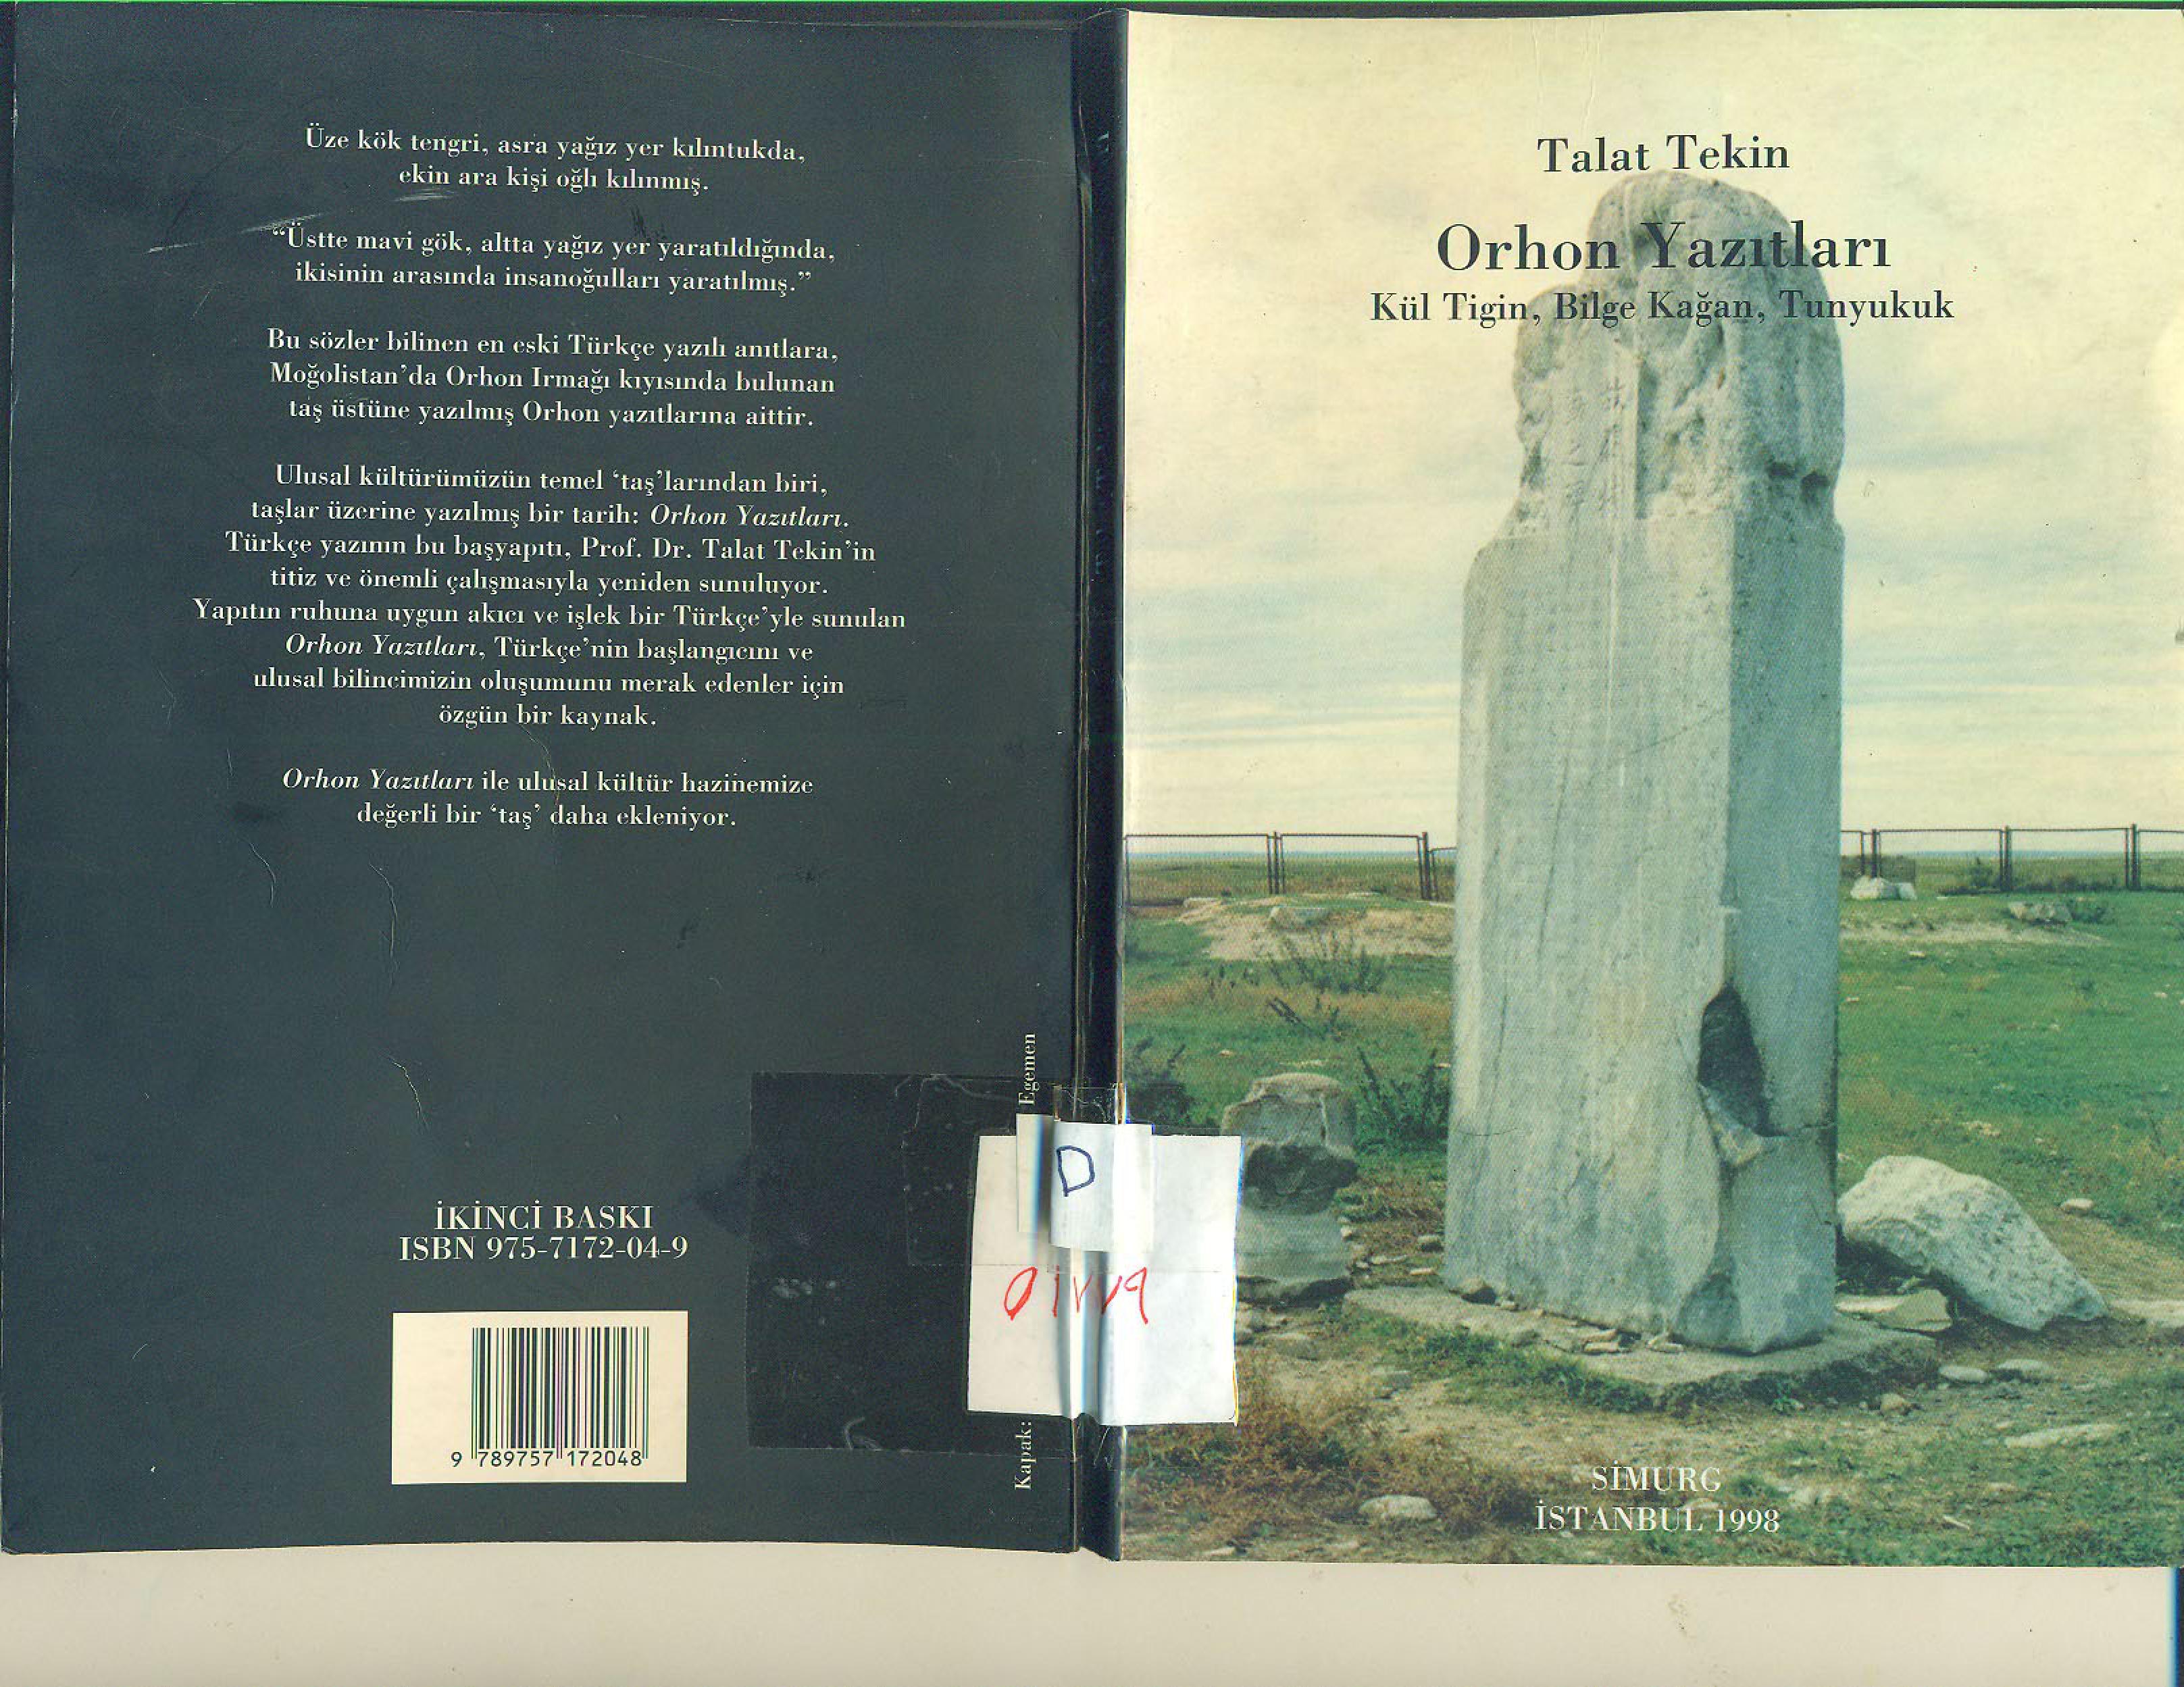 Üze kök tengri, asra yağız yer kılıntukda,
ekin ara kişi oğlı kılınmış.
“Üstte mavi gök, altta yağız yer yaratıldığında,
ikisinin arasında insanoğulları yaratılmış.”
Bu sözler bilinen en eski Türkçe yazılı anıtlara,
Moğolistan’da Orhon Irmağı kıyısında bulunan
taş üstüne yazılmış Orhon yazıtlarına aittir.
Ulusal kültürümüzün temel ‘taş’larından biri,
taşlar üzerine yazılmış bir tarih: Orhon Yazıtları.
Türkçe yazının bu başyapıtı, Prof. Dr. Talat Tekin’in
titiz ve önemli çalışmasıyla yeniden sunuluyor.
Yapıtın ruhuna uygun akıcı ve işlek bir Türkçe’yle sunulan
Orhon Yazıtları, Türkçe’nin başlangıcını ve
ulusal bilincimizin oluşumunu merak edenler için
özgün bir kaynak.
Orhon Yazıtları ile ulusal kültür hazinemize
değerli bir ‘taş’ daha ekleniyor.
İKİNCİ BASKI
ISBN 975-7172-04-9
9 789757 172048
Kapak:
Egemen
D
Talat Tekin
Orhon Yazıtları
Kül Tigin, Bilge Kağan, Tunyukuk
SİMURG
İSTANBUL 1998